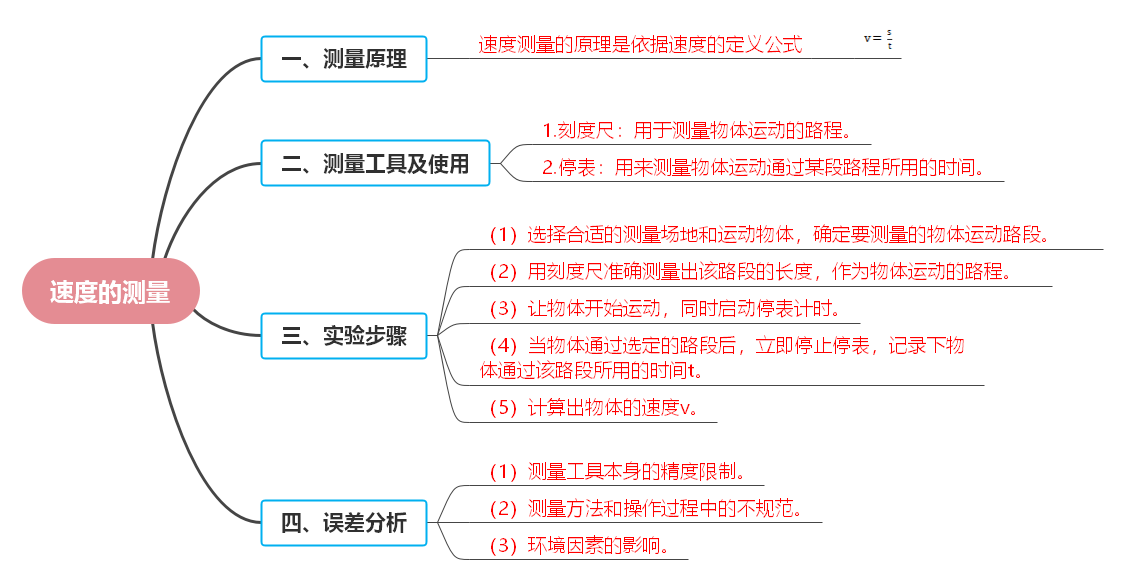 速度的测量
一、测量原理
速度测量的原理是依据速度的定义公式 v= s/t
二、测量工具及使用
1.刻度尺：用于测量物体运动的路程。
2.停表：用来测量物体运动通过某段路程所用的时间。
三、实验步骤
（1）选择合适的测量场地和运动物体，确定要测量的物体运动路段。
（2）用刻度尺准确测量出该路段的长度，作为物体运动的路程。
（3）让物体开始运动，同时启动停表计时。
（4）当物体通过选定的路段后，立即停止停表，记录下物
体通过该路段所用的时间t。
（5）计算出物体的速度v。
四、误差分析
（1）测量工具本身的精度限制。
（2）测量方法和操作过程中的不规范。
（3）环境因素的影响。